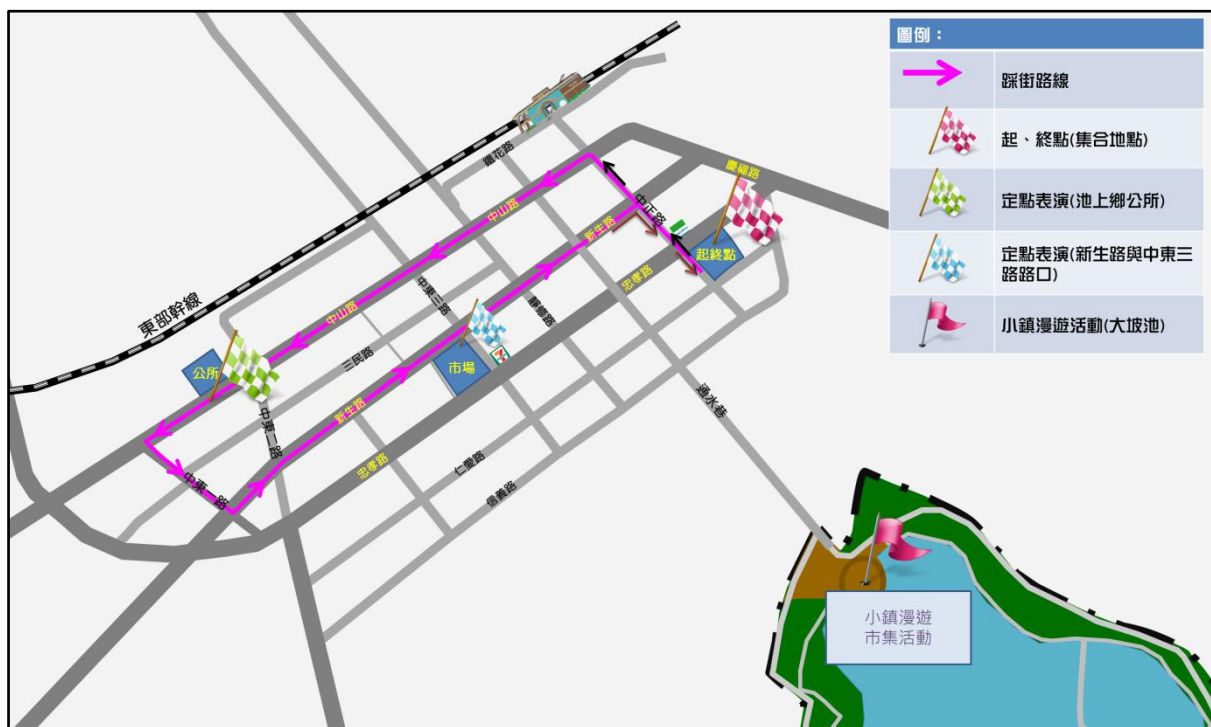 圖例：
踩街路線
起、終點(集合地點)
定點表演(池上鄉公所)
定點表演(新生路與中東三
路路口)
小鎮漫遊活動(大坡池)
鐵花路
慶福路
中山路
中正路
新生路
起終點
忠孝路
東部幹線
中東三路
靜修路
中山路
三民路
市場
公所
通水巷
新生路
中東二路
忠孝路
仁愛路
信義路
中東一路
小鎮漫遊
市集活動